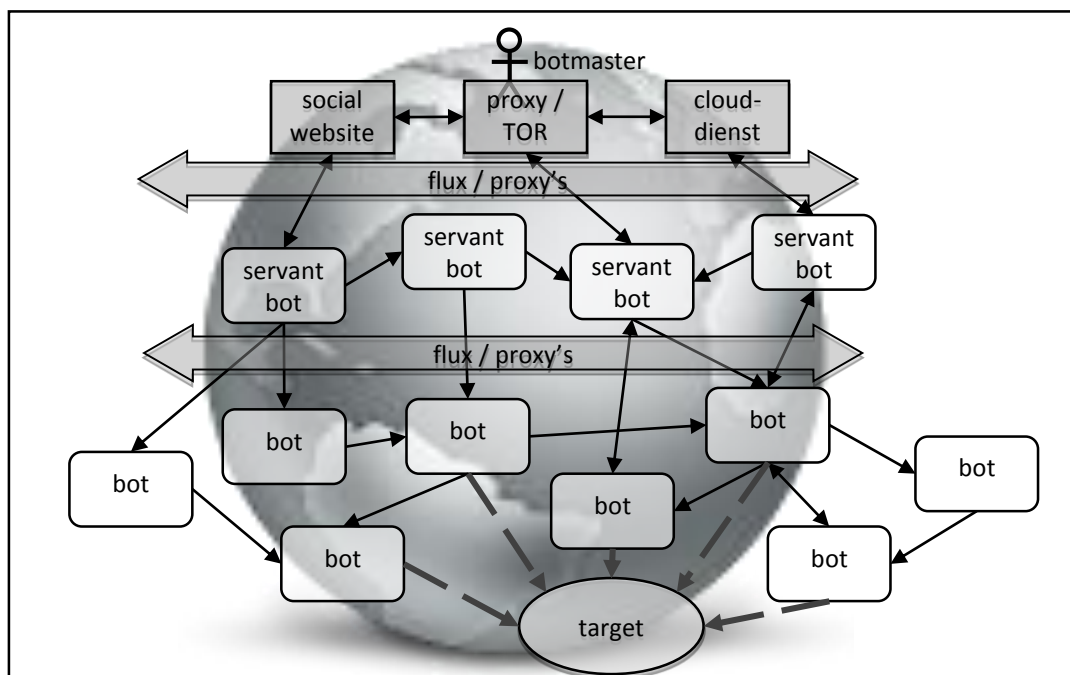 botmaster
social
website
proxy /
TOR
cloud-
dienst
flux / proxy's
servant
bot
servant
bot
servant
bot
servant
bot
flux / proxy's
bot
bot
bot
bot
bot
bot
bot
bot
target